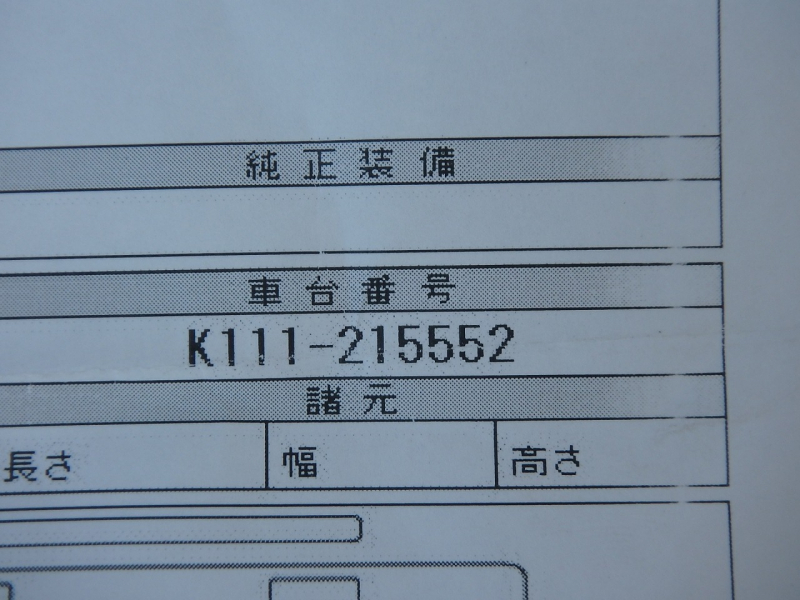 純正装備
車台番号
K111-215552
諸元
長さ 幅 高さ